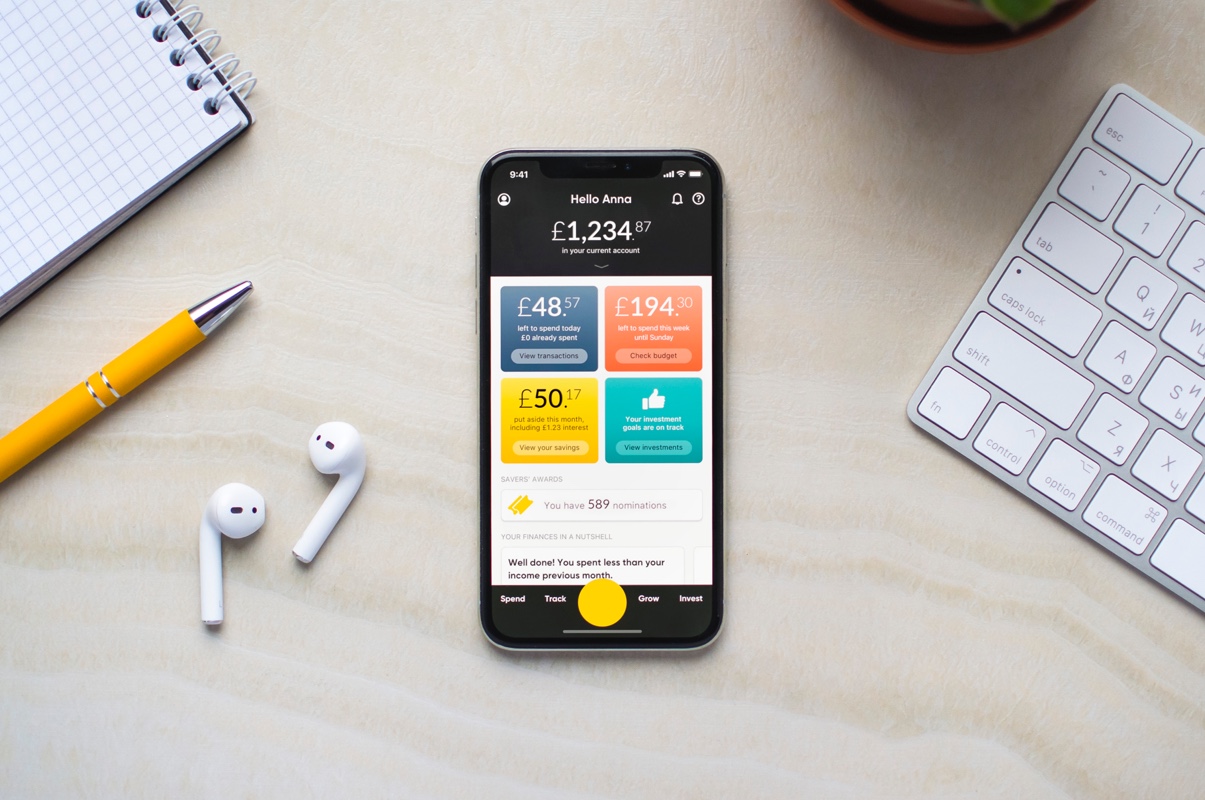 9:41
Hello Anna
£1,234.87
in your current account
£48.57
left to spend today
£0 already spent
View transactions
£194.30
left to spend this week
until Sunday
Check budget
£50.17
put aside this month,
including £1.23 interest
View your savings
Your investment
goals are on track
View investments
SAVERS' AWARDS
You have 589 nominations
YOUR FINANCES IN A NUTSHELL
Well done! You spent less than your
income previous month.
Spend Track Grow Invest
esc
~
`
!
1
2
tab
Q
Й
W
Ц
caps lock
A
Ф
S
Ы
И
shift
Z
Я
X
Ч
fn
control
option
command